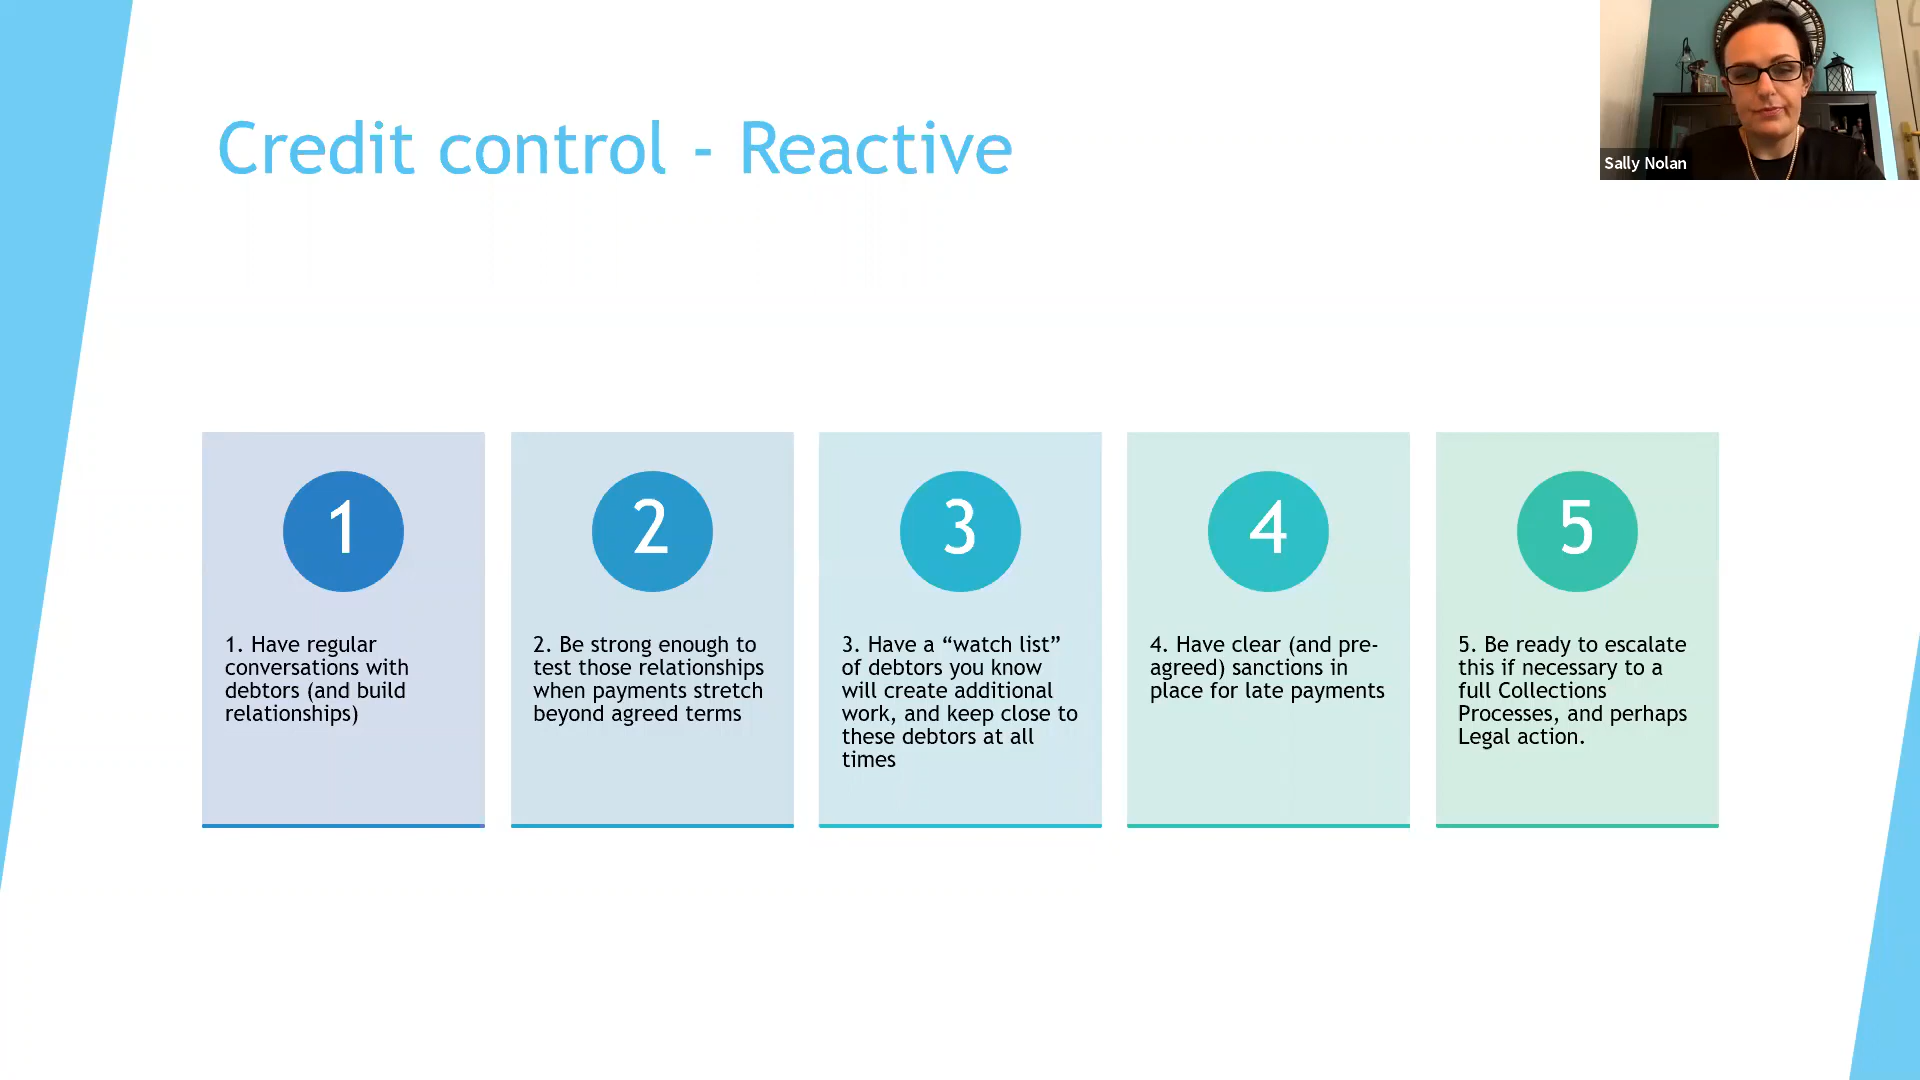 Credit control - Reactive
Sally Nolan
1
1. Have regular
conversations with
debtors (and build
relationships)
2
2. Be strong enough to
test those relationships
when payments stretch
beyond agreed terms
3
3. Have a “watch list”
of debtors you know
will create additional
work, and keep close to
these debtors at all
times
4
4. Have clear (and pre-
agreed) sanctions in
place for late payments
5
5. Be ready to escalate
this if necessary to a
full Collections
Processes, and perhaps
Legal action.